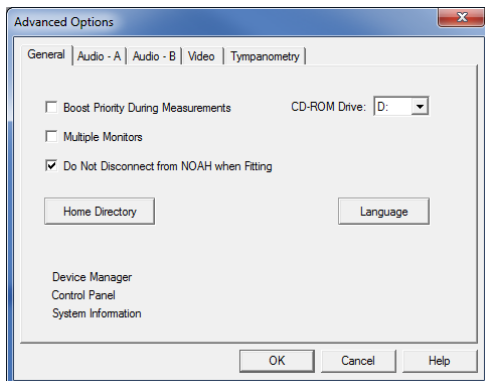 Advanced Options
General Audio - A Audio - B Video Tympanometry
Boost Priority During Measurements CD-ROM Drive: D:
Multiple Monitors
Do Not Disconnect from NOAH when Fitting
Home Directory Language
Device Manager
Control Panel
System Information
OK Cancel Help